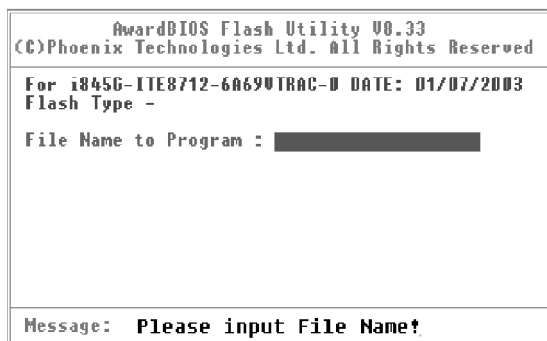 AwardBIOS Flash Utility V8.33
(C)Phoenix Technologies Ltd. All Rights Reserved
For i845G-ITE8712-6A69VTRAC-0 DATE: 01/07/2003
Flash Type -
File Name to Program :
Message: Please input File Name!